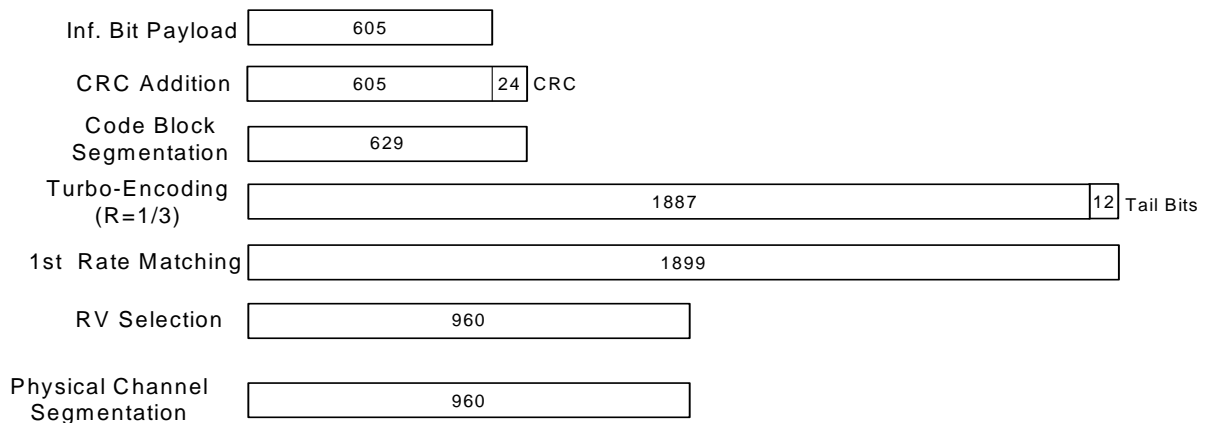 Inf. Bit Payload 605
CRC Addition 605 24 CRC
Code Block
Segmentation 629
Turbo-Encoding
(R=1/3) 1887 12 Tail Bits
1st Rate Matching 1899
RV Selection 960
Physical Channel
Segmentation 960